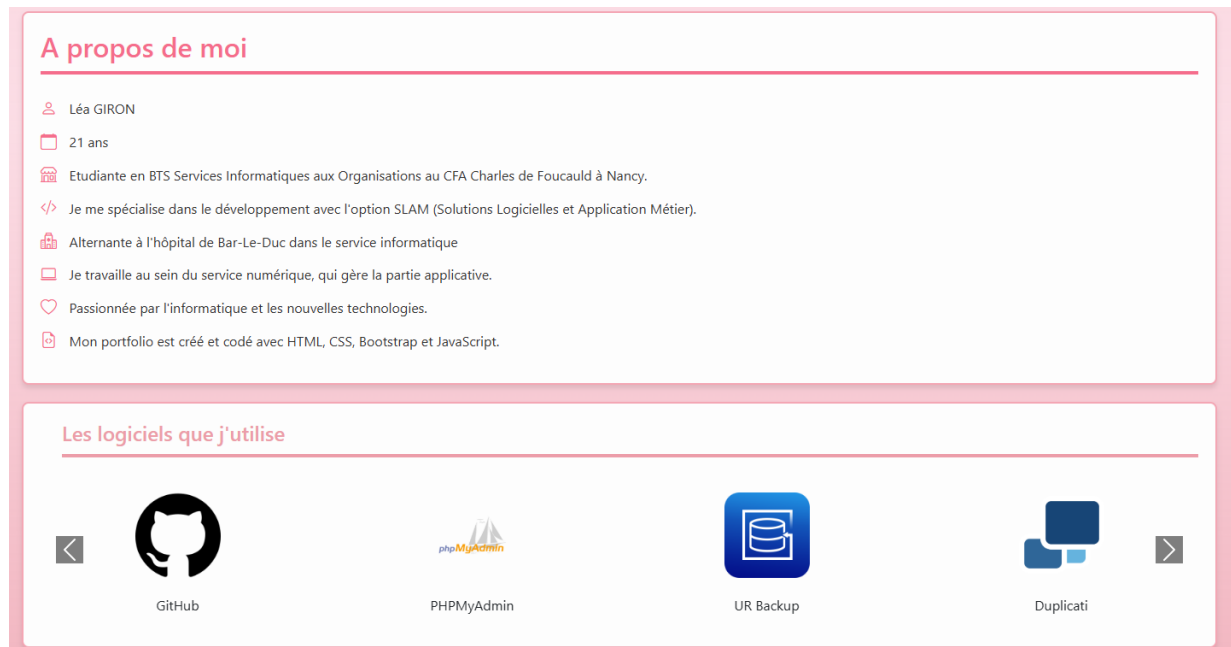 A propos de moi
Léa GIRON
21 ans
Etudiante en BTS Services Informatiques aux Organisations au CFA Charles de Foucauld à Nancy.
Je me spécialise dans le développement avec l'option SLAM (Solutions Logicielles et Application Métier).
Alternante à l'hôpital de Bar-Le-Duc dans le service informatique
Je travaille au sein du service numérique, qui gère la partie applicative.
Passionnée par l'informatique et les nouvelles technologies.
Mon portfolio est créé et codé avec HTML, CSS, Bootstrap et JavaScript.
Les logiciels que j'utilise
phpMyAdmin
GitHub PHPMyAdmin UR Backup Duplicati